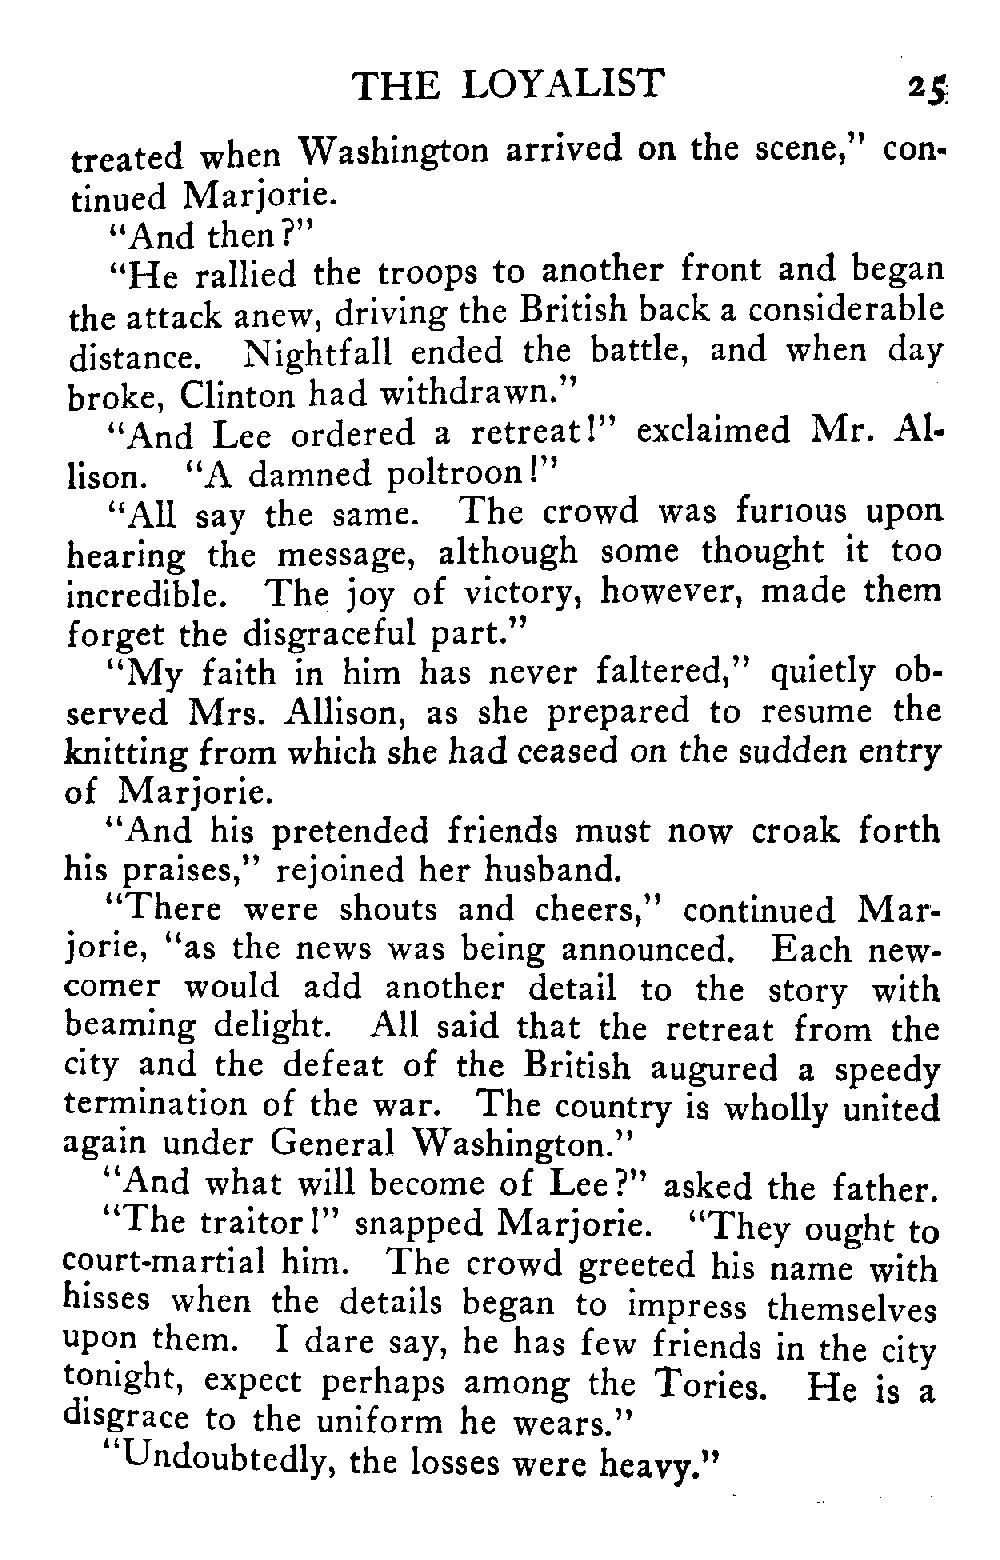 THE LOYALIST 25
treated when Washington arrived on the scene," con-
tinued Marjorie.
"And then?"
"He rallied the troops to another front and began
the attack anew, driving the British back a considerable
distance. Nightfall ended the battle, and when day
broke, Clinton had withdrawn."
"And Lee ordered a retreat!" exclaimed Mr. Al-
lison. "A damned poltroon!"
"All say the same. The crowd was furious upon
hearing the message, although some thought it too
incredible. The joy of victory, however, made them
forget the disgraceful part."
"My faith in him has never faltered," quietly ob-
served Mrs. Allison, as she prepared to resume the
knitting from which she had ceased on the sudden entry
of Marjorie.
"And his pretended friends must now croak forth
his praises," rejoined her husband.
"There were shouts and cheers," continued Mar-
jorie, "as the news was being announced. Each new-
comer would add another detail to the story with
beaming delight. All said that the retreat from the
city and the defeat of the British augured a speedy
termination of the war. The country is wholly united
again under General Washington."
"And what will become of Lee?" asked the father.
"The traitor!" snapped Marjorie. "They ought to
court-martial him. The crowd greeted his name with
hisses when the details began to impress themselves
upon them. I dare say, he has few friends in the city
tonight, expect perhaps among the Tories. He is a
disgrace to the uniform he wears."
"Undoubtedly, the losses were heavy."